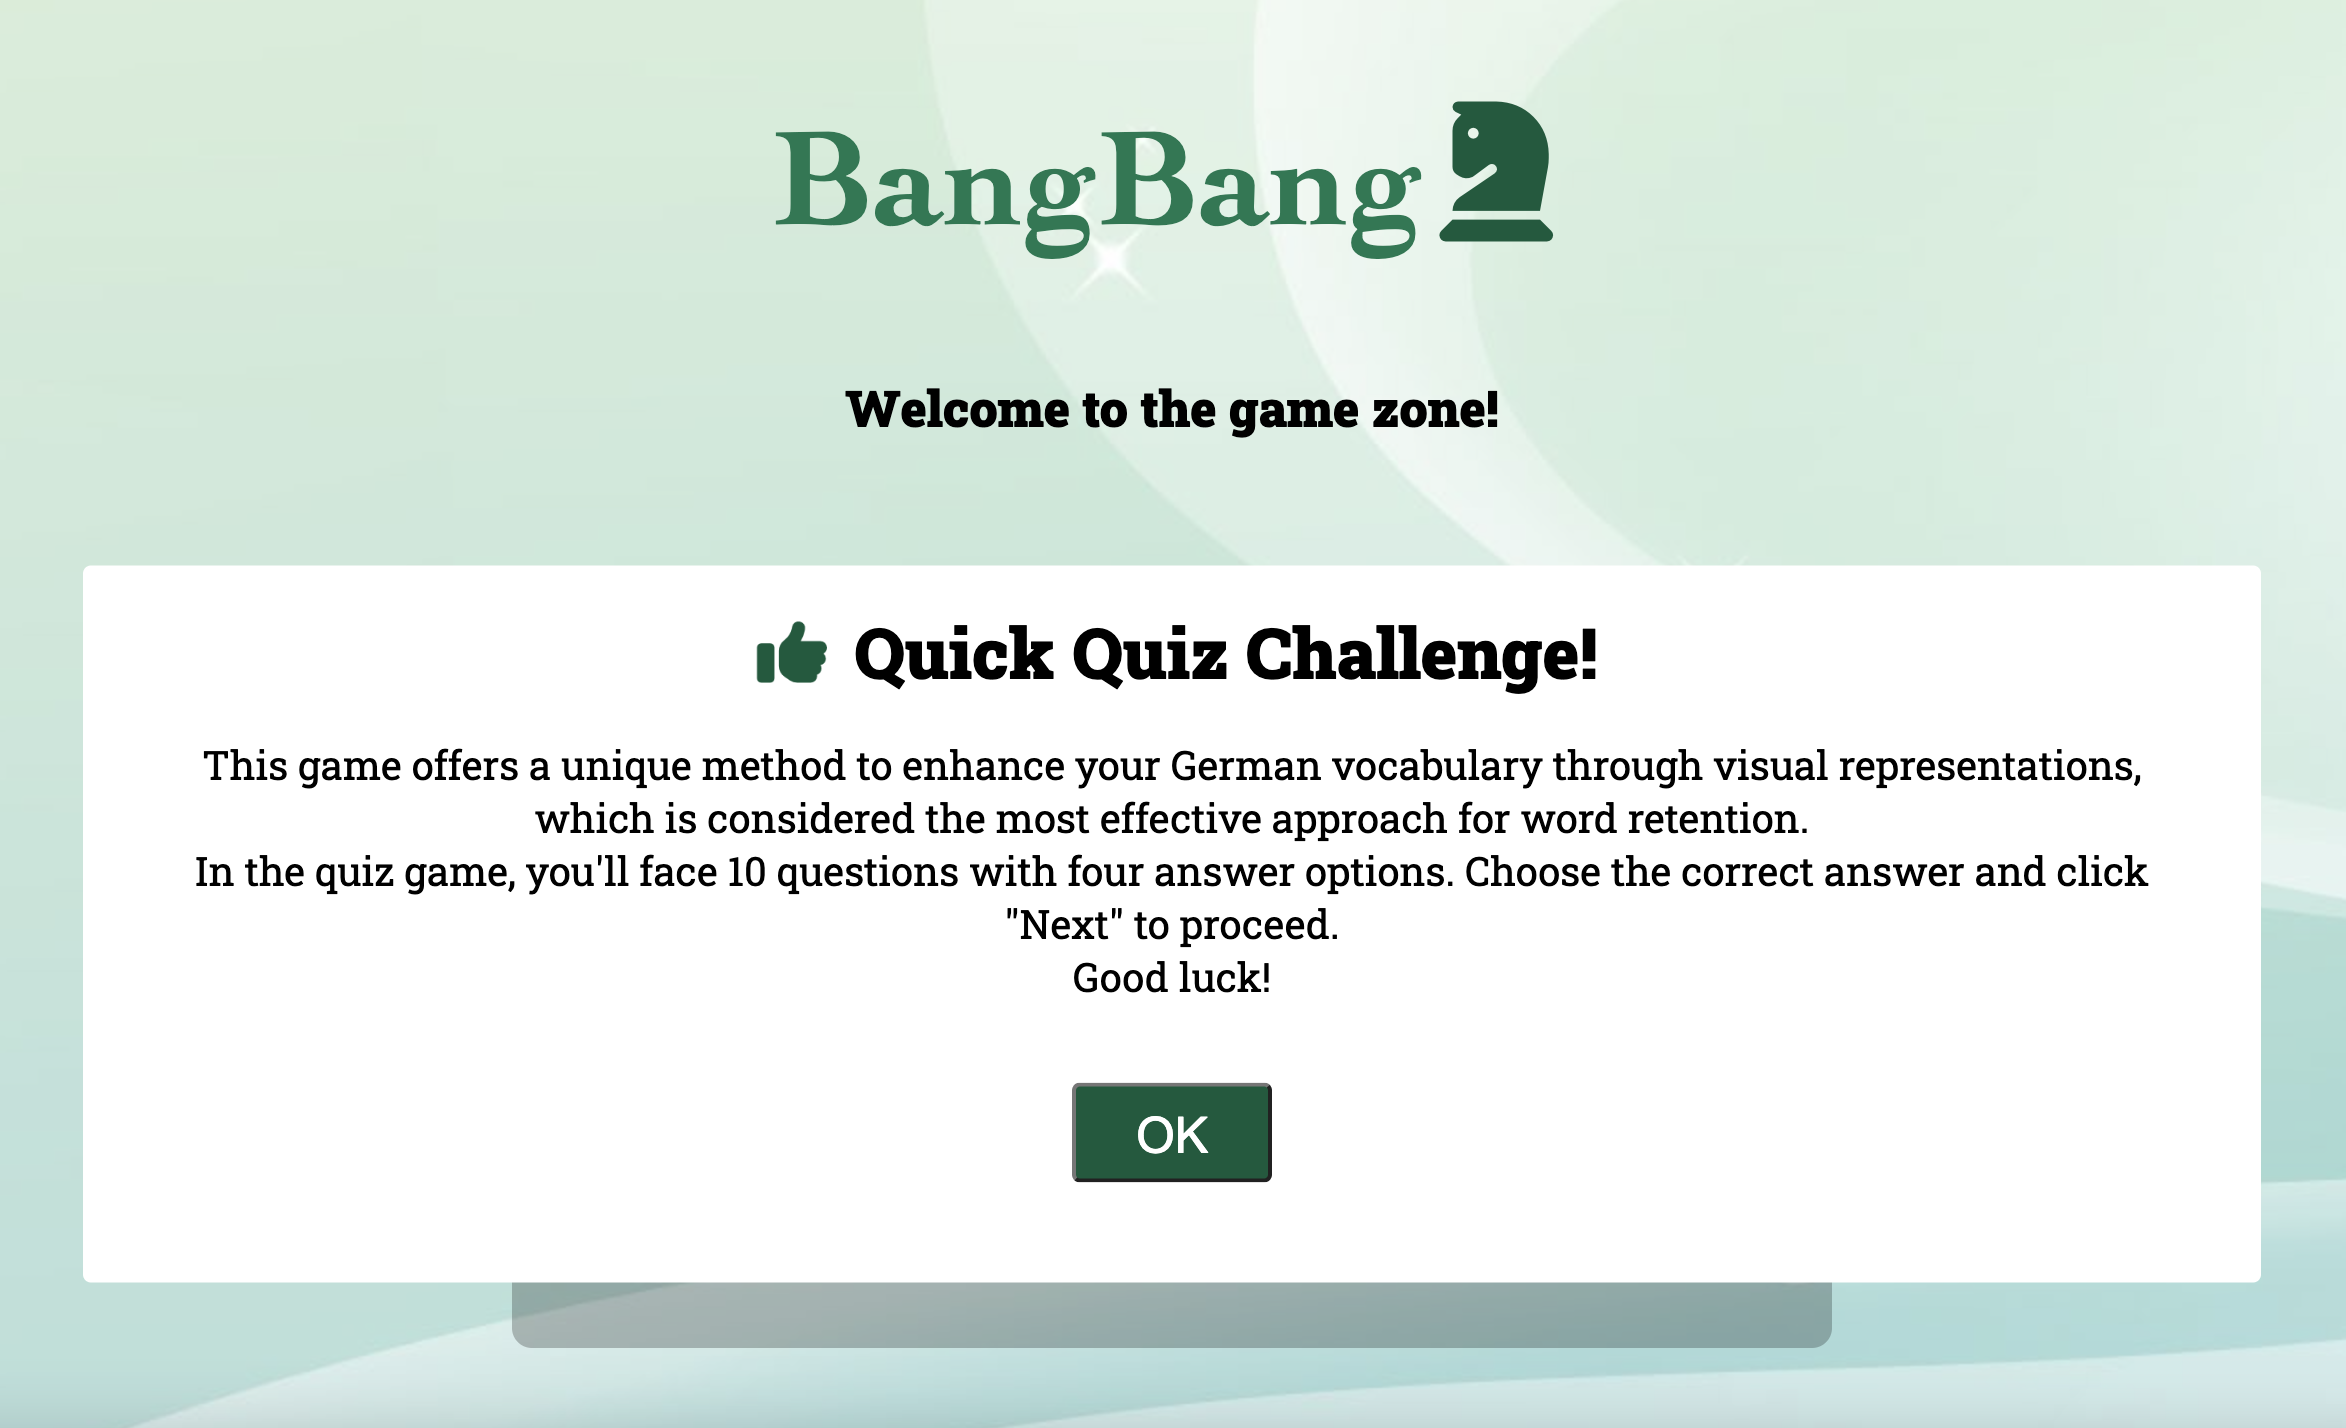 BangBang
Welcome to the game zone!
Quick Quiz Challenge!
This game offers a unique method to enhance your German vocabulary through visual representations,
which is considered the most effective approach for word retention.
In the quiz game, you'll face 10 questions with four answer options. Choose the correct answer and click
"Next" to proceed.
Good luck!
OK